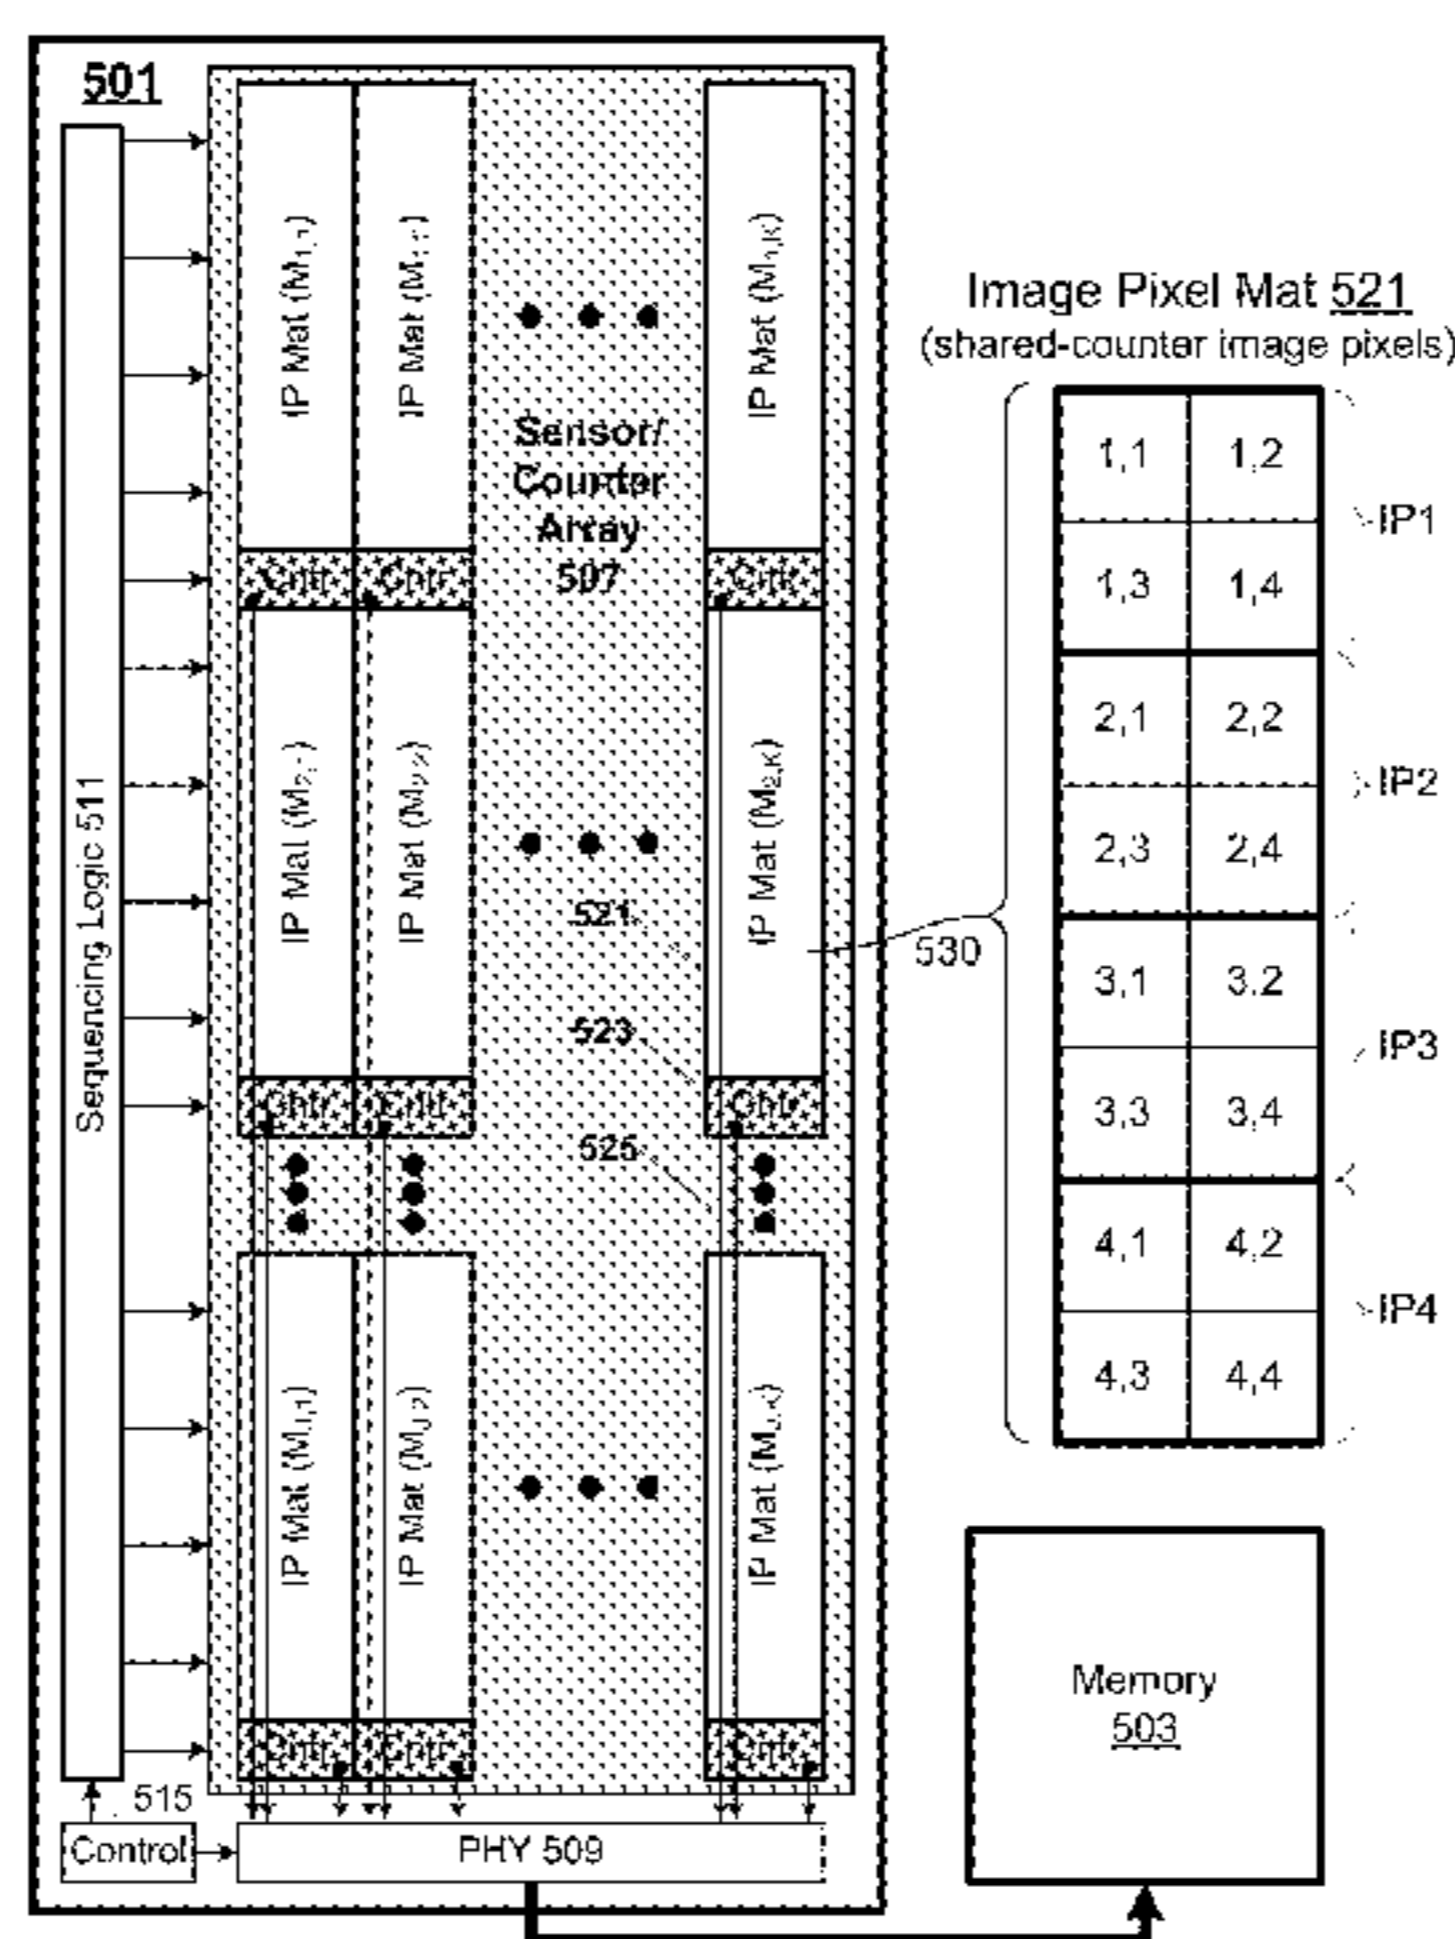 501
Sequencing Logic 511
IP Mat (M1,1)
IP Mat (M1,K)
Sensor/
Counter
Array
507
Cntr
Cntr
Cntr
IP Mat (M2,1)
IP Mat (M2,2)
IP Mat (M2,K)
521
523
Cntr
Cntr
Cntr
525
IP Mat (MJ,1)
IP Mat (MJ,2)
IP Mat (MJ,K)
Cntr
Cntr
Cntr
515
Control
PHY 509
530
Image Pixel Mat 521
(shared-counter image pixels)
1,1 1,2
IP1
1,3 1,4
2,1 2,2
IP2
2,3 2,4
3,1 3.2
IP3
3,3 3,4
4,1 4,2
IP4
4,3 4,4
Memory
503